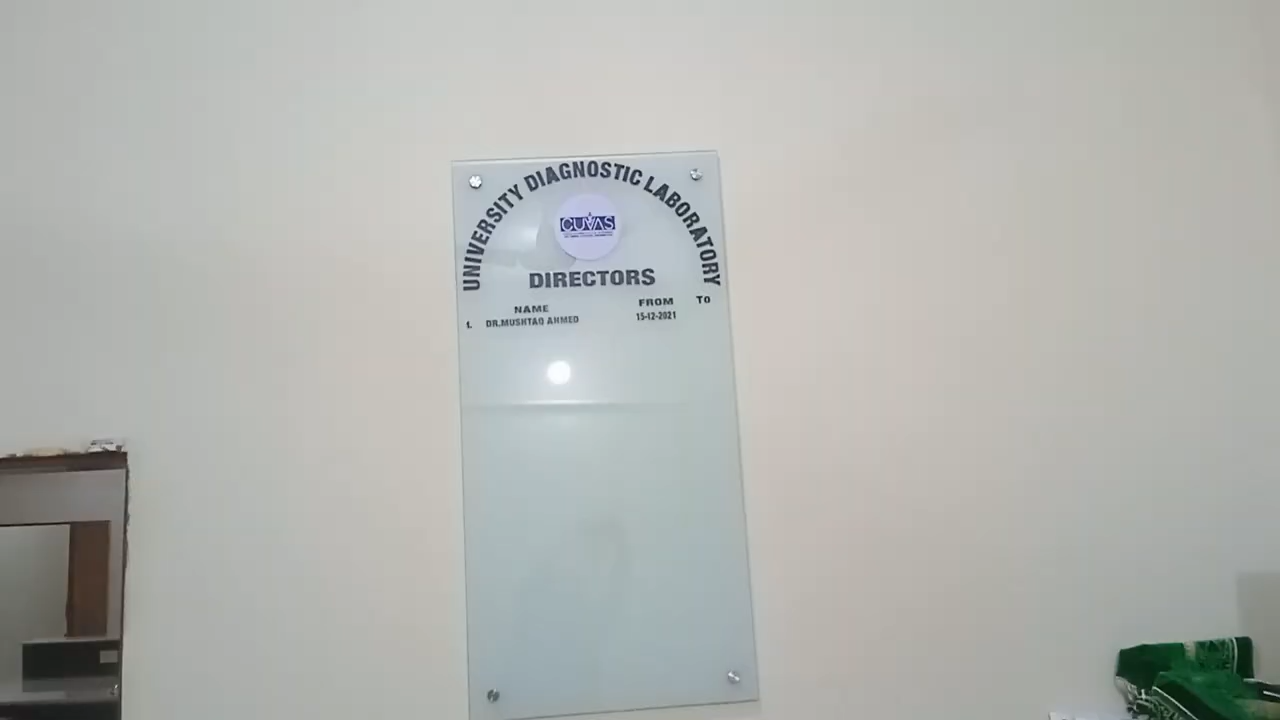 UNIVERSITY DIAGNOSTIC LABORATORY
CUVAS
DIRECTORS
NAME FROM TO
1. DR.MUSHTAQ AHMED 15-12-2021